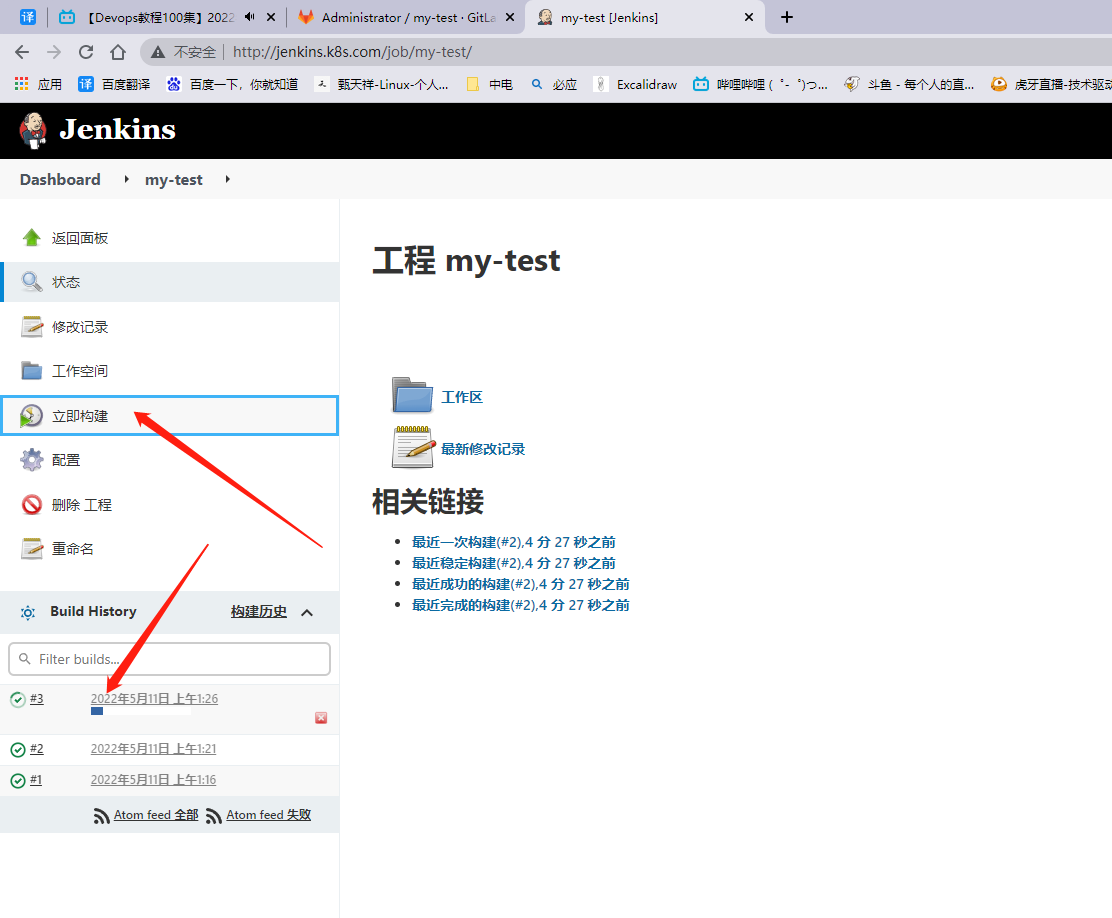 译
【Devops教程100集】2022
Administrator / my-test · GitLa
my-test [Jenkins]
不安全
http://jenkins.k8s.com/job/my-test/
应用
译
百度翻译
百度一下，你就知道
甄天祥-Linux-个人...
中电
必应
Excalidraw
哔哩哔哩 (゜-゜)つ...
斗鱼 - 每个人的直...
虎牙直播-技术驱动
Jenkins
Dashboard
my-test
返回面板
状态
修改记录
工作空间
立即构建
配置
删除 工程
重命名
Build History
构建历史
Filter builds...
#3
2022年5月11日 上午1:26
#2
2022年5月11日 上午1:21
#1
2022年5月11日 上午1:16
Atom feed 全部
Atom feed 失败
工程 my-test
工作区
最新修改记录
相关链接
最近一次构建(#2),4 分 27 秒之前
最近稳定构建(#2),4 分 27 秒之前
最近成功的构建(#2),4 分 27 秒之前
最近完成的构建(#2),4 分 27 秒之前